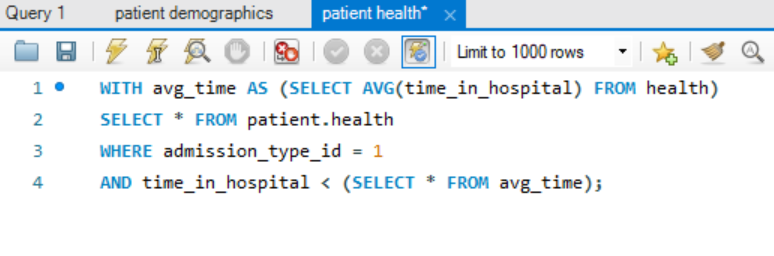 Query 1 patient demographics patient health*
Limit to 1000 rows
1 WITH avg_time AS (SELECT AVG(time_in_hospital) FROM health)
2 SELECT * FROM patient.health
3 WHERE admission_type_id = 1
4 AND time_in_hospital < (SELECT * FROM avg_time);